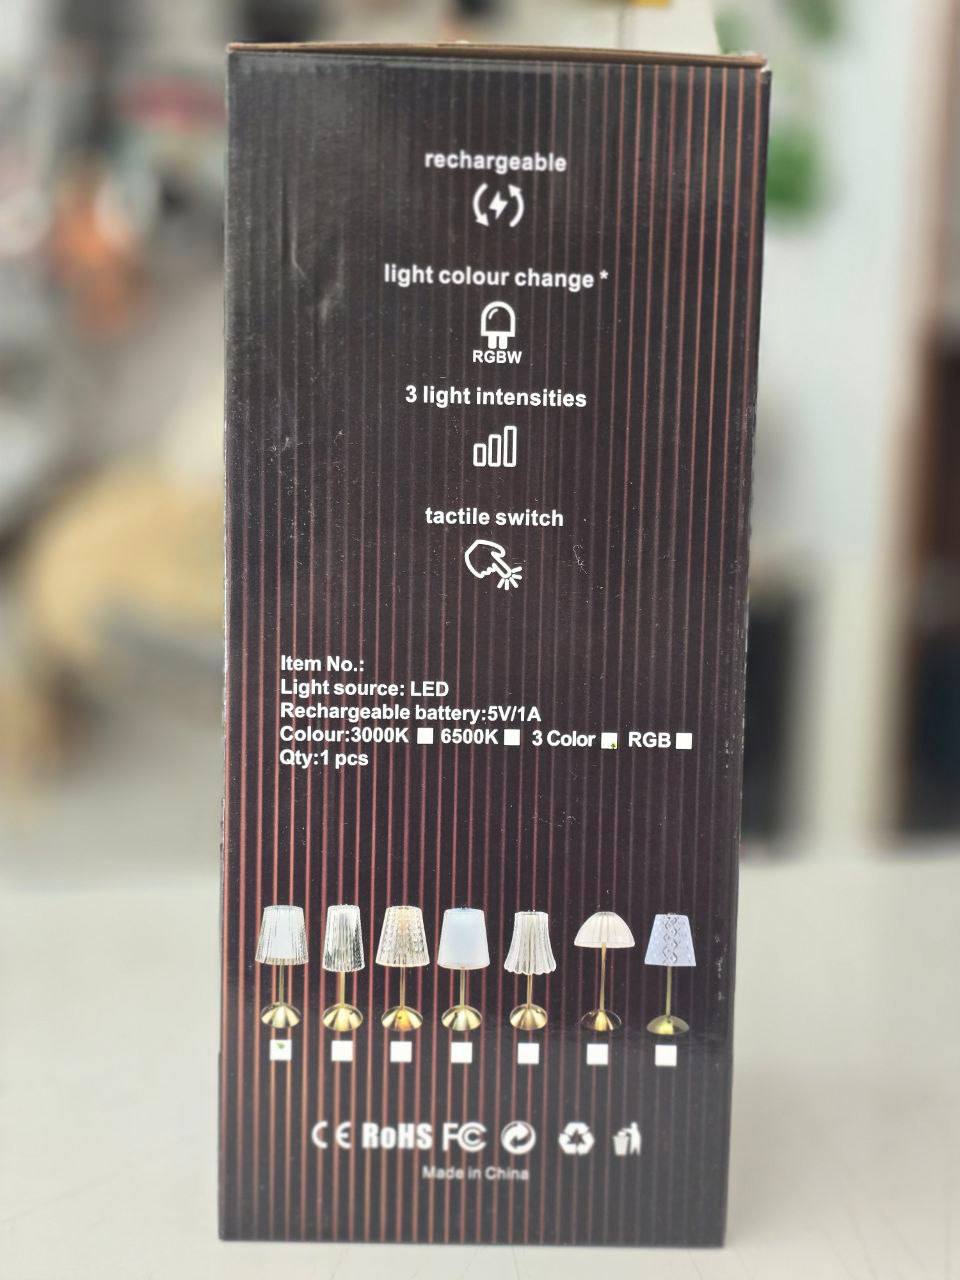 rechargeable
light colour change *
RGBW
3 light intensities
tactile switch
Item No.:
Light source: LED
Rechargeable battery:5V/1A
Colour:3000K 6500K 3 Color RGB
Qty:1 pcs
CE RoHS FC
Made in China